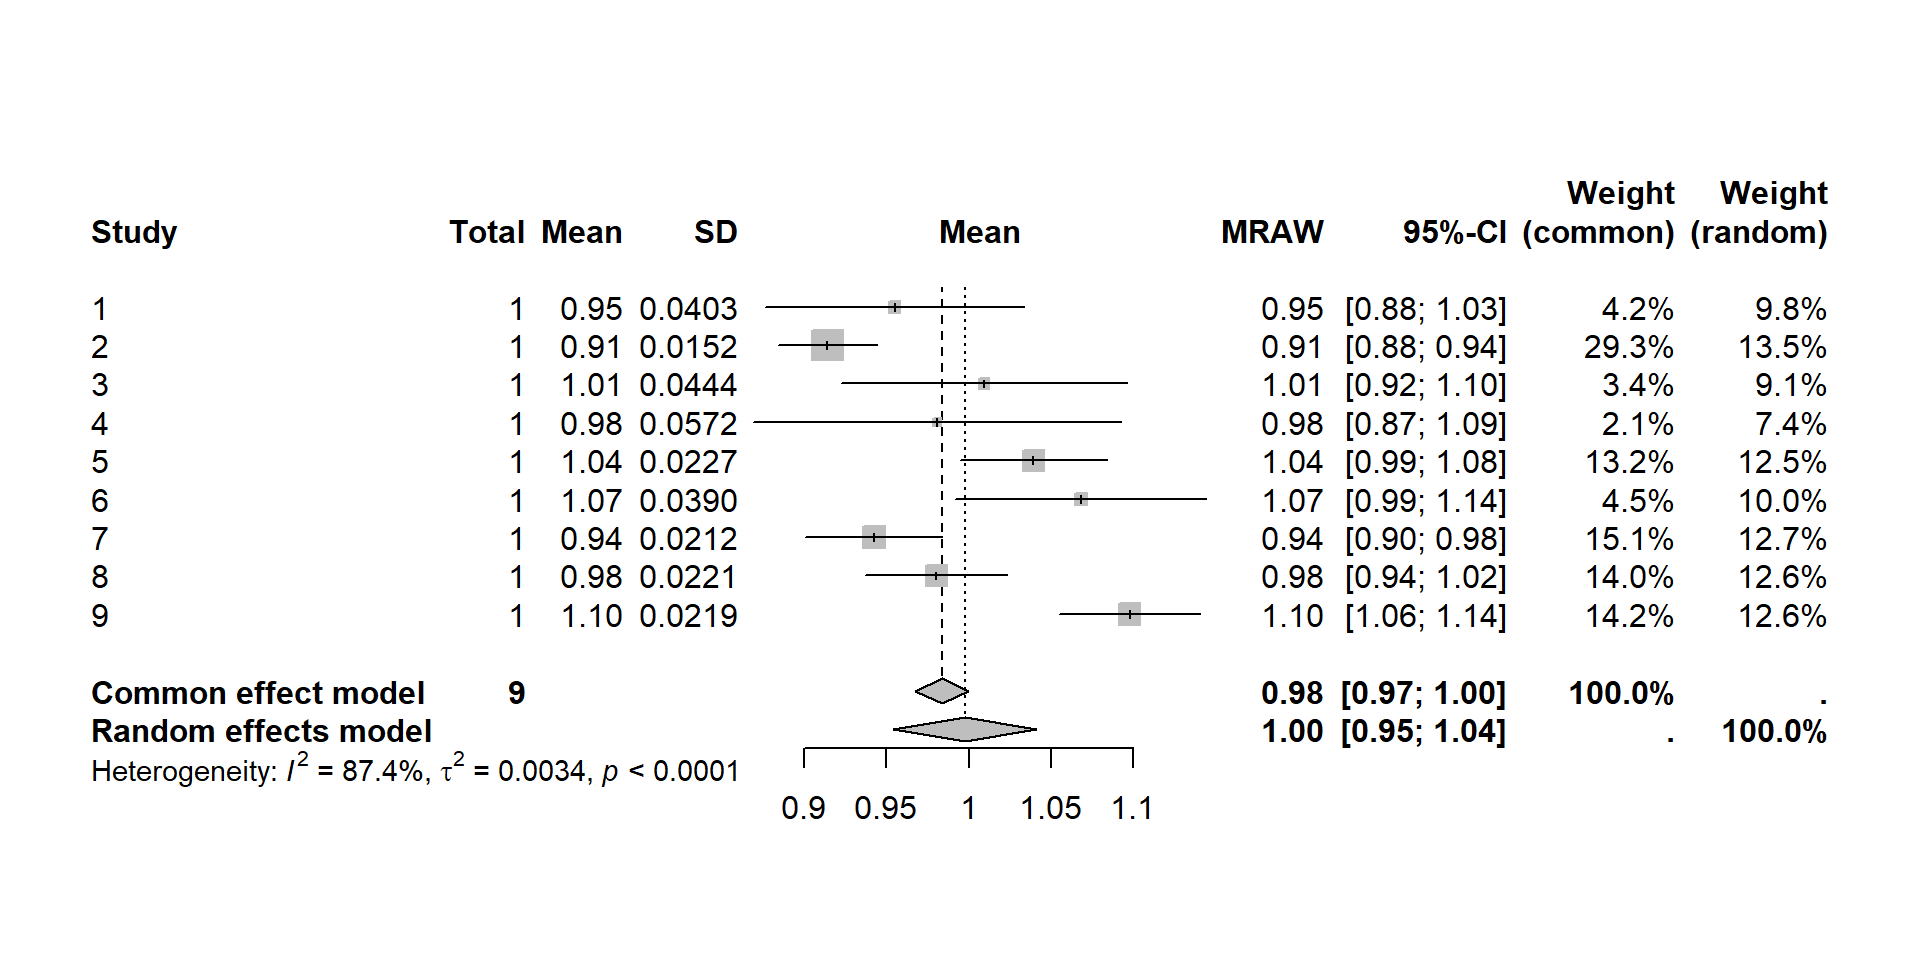 Weight Weight
Study Total Mean SD Mean MRAW 95%-CI (common) (random)
1 1 0.95 0.0403 0.95 [0.88; 1.03] 4.2% 9.8%
2 1 0.91 0.0152 0.91 [0.88; 0.94] 29.3% 13.5%
3 1 1.01 0.0444 1.01 [0.92; 1.10] 3.4% 9.1%
4 1 0.98 0.0572 0.98 [0.87; 1.09] 2.1% 7.4%
5 1 1.04 0.0227 1.04 [0.99; 1.08] 13.2% 12.5%
6 1 1.07 0.0390 1.07 [0.99; 1.14] 4.5% 10.0%
7 1 0.94 0.0212 0.94 [0.90; 0.98] 15.1% 12.7%
8 1 0.98 0.0221 0.98 [0.94; 1.02] 14.0% 12.6%
9 1 1.10 0.0219 1.10 [1.06; 1.14] 14.2% 12.6%
Common effect model 9 0.98 [0.97; 1.00] 100.0% .
Random effects model 1.00 [0.95; 1.04] . 100.0%
Heterogeneity: I² = 87.4%, τ² = 0.0034, p < 0.0001
0.9 0.95 1 1.05 1.1